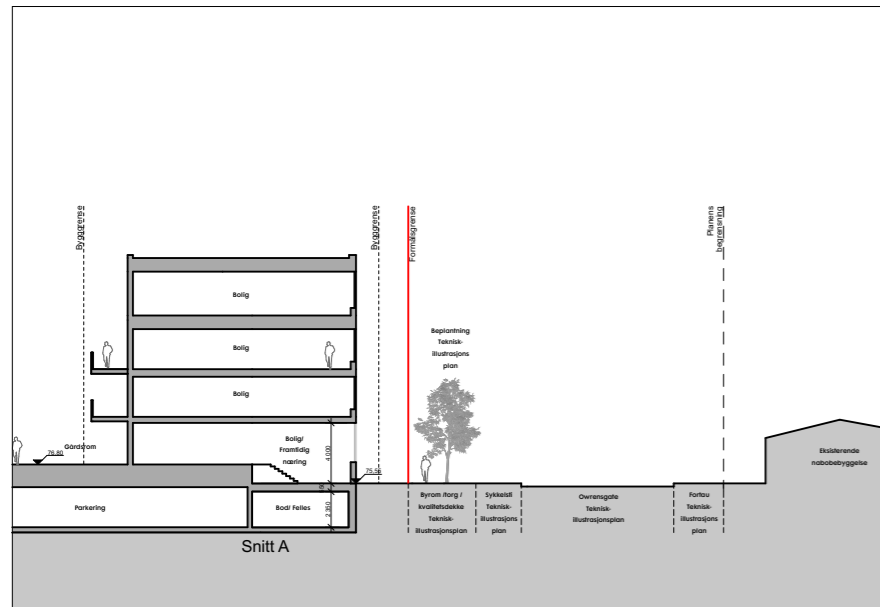 Byggegrense
Byggegrense
Formålsgrense
Planens
begrensning
Bolig
Bolig
Bolig
Beplantning
Teknisk-
illustrasjons
plan
Gårdsrom
76,80
Bolig/
Framtidig
næring
4 000
75,55
Parkering
Bod/ Felles
2 350
Byrom /torg /
kvalitetsdekke
Teknisk-
illustrasjonsplan
Sykkelsti
Teknisk-
illustrasjons
plan
Owrensgate
Teknisk-
illustrasjonsplan
Fortau
Teknisk-
illustrasjons
plan
Eksisterende
nabobebyggelse
Snitt A